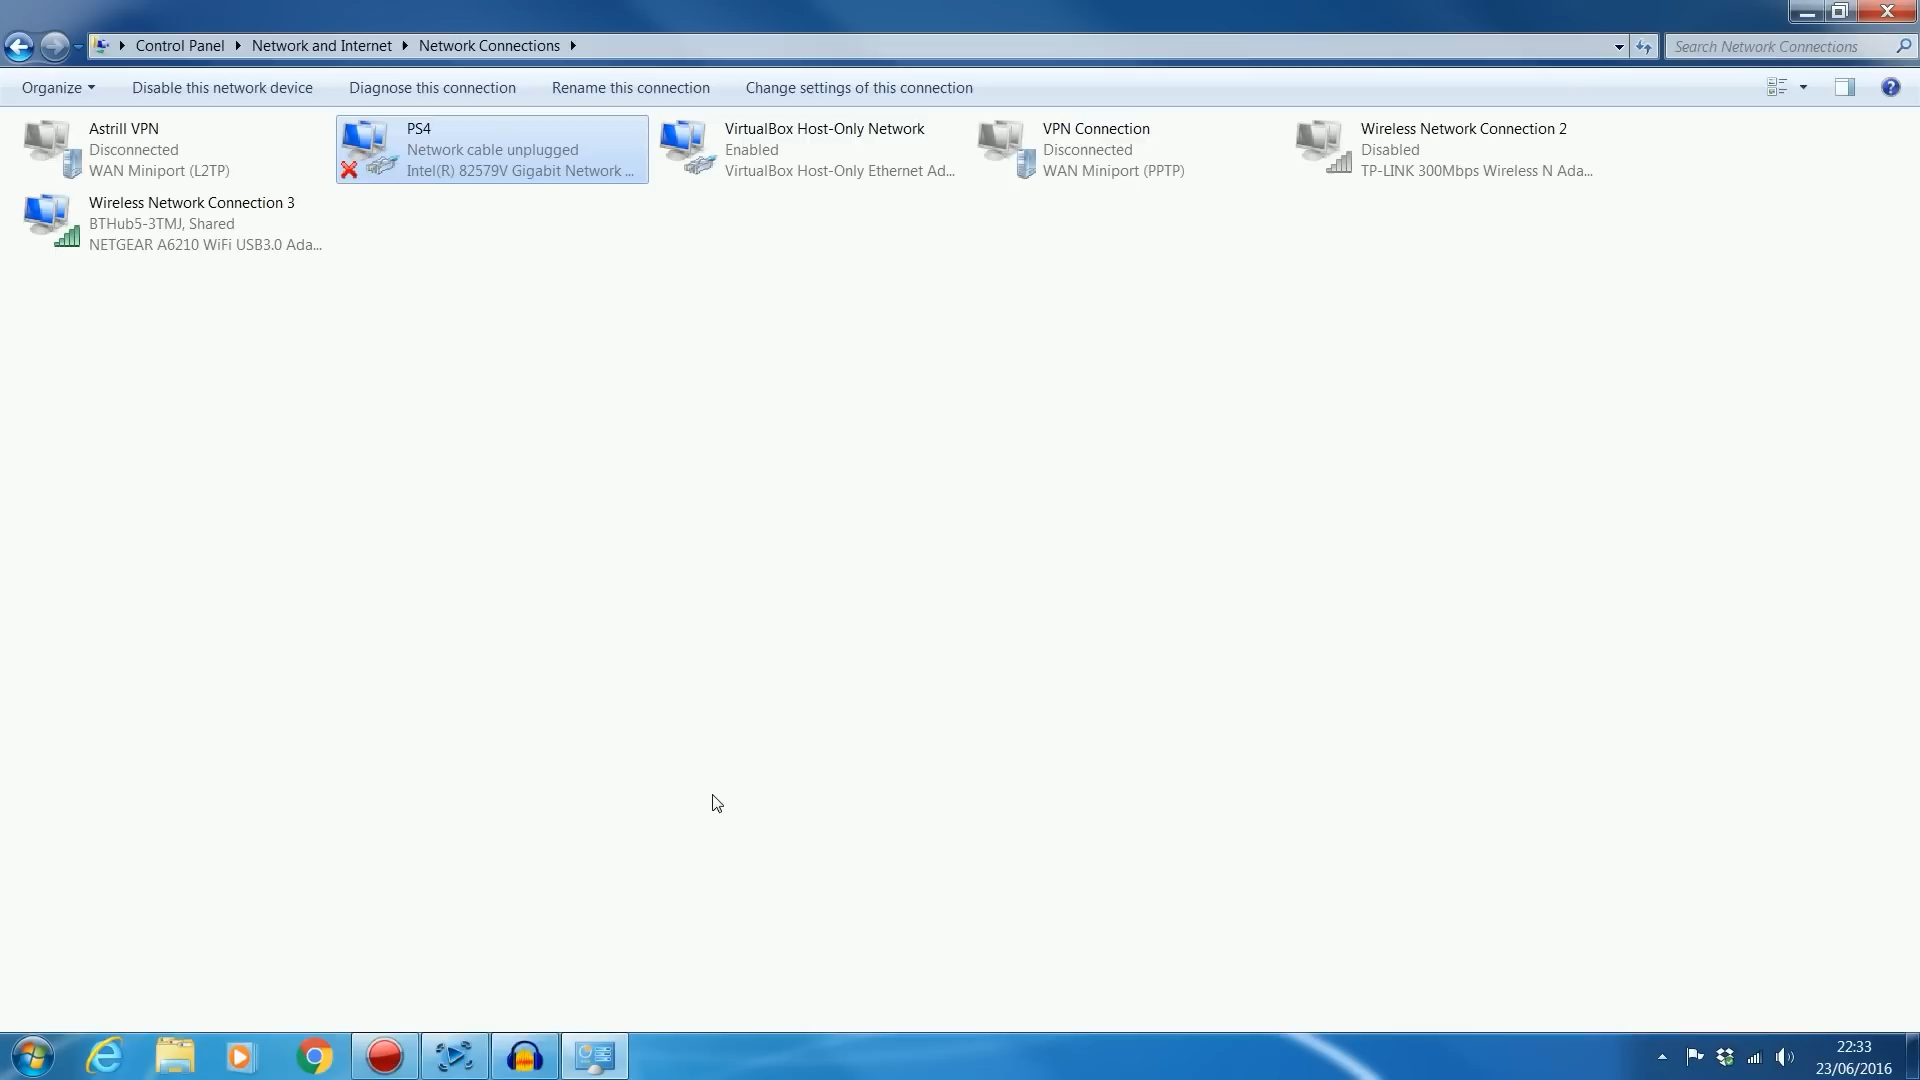 Control Panel
Network and Internet
Network Connections
Search Network Connections
Organize
Disable this network device
Diagnose this connection
Rename this connection
Change settings of this connection
Astrill VPN
Disconnected
WAN Miniport (L2TP)
PS4
Network cable unplugged
Intel(R) 82579V Gigabit Network ...
VirtualBox Host-Only Network
Enabled
VirtualBox Host-Only Ethernet Ad...
VPN Connection
Disconnected
WAN Miniport (PPTP)
Wireless Network Connection 2
Disabled
TP-LINK 300Mbps Wireless N Ada...
Wireless Network Connection 3
BTHub5-3TMJ, Shared
NETGEAR A6210 WiFi USB3.0 Ada...
22:33
23/06/2016